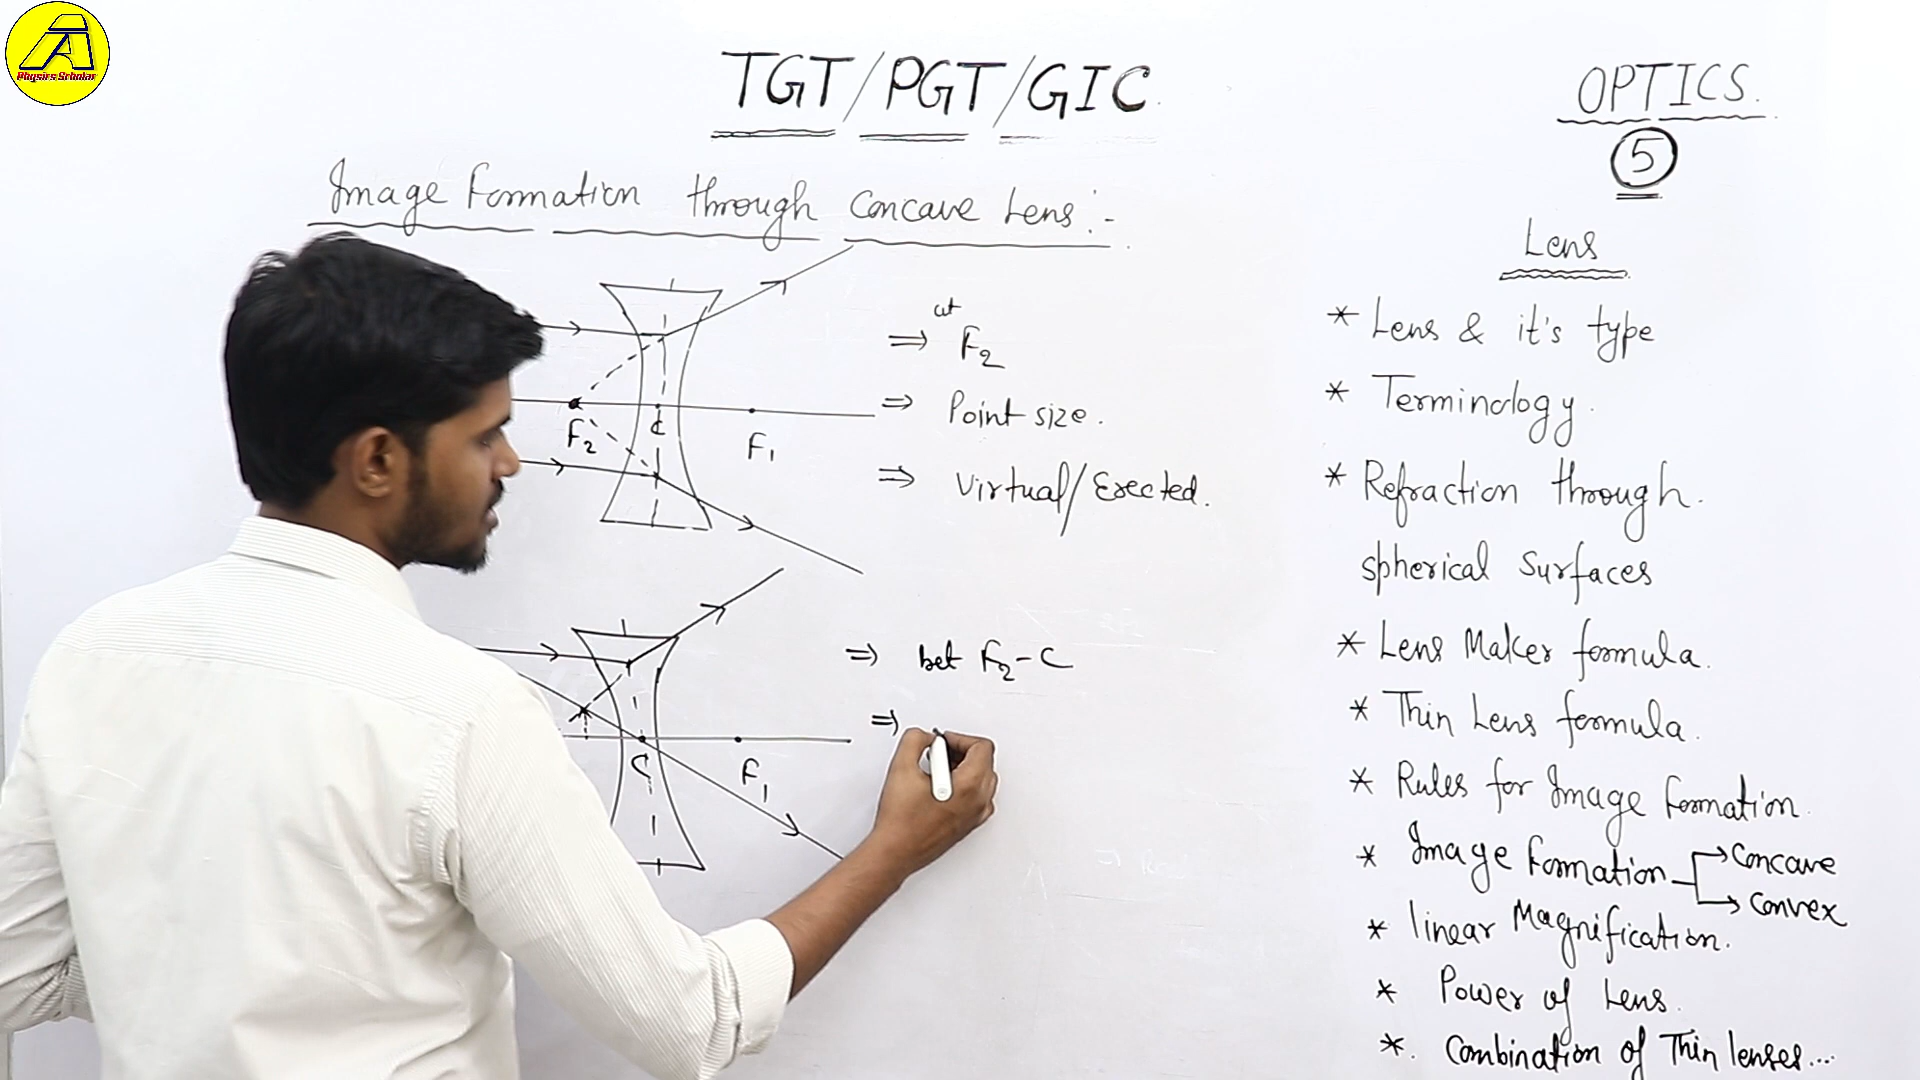 Physics Scholar
TGT/PGT/GIC
OPTICS.
5
Image Formation through Concave Lens:-
Lens
at
⇒ F2
⇒ Point size.
⇒ Virtual/Erected.
F2
C
F1
⇒ bet F2-C
⇒
C
F1
* Lens & it's type
* Terminology.
* Refraction through.
spherical surfaces
* Lens Maker formula.
* Thin Lens formula.
* Rules for Image Formation.
* Image Formation → Concave
→ Convex
* linear Magnification.
* Power of Lens.
*. Combination of Thin lenses...